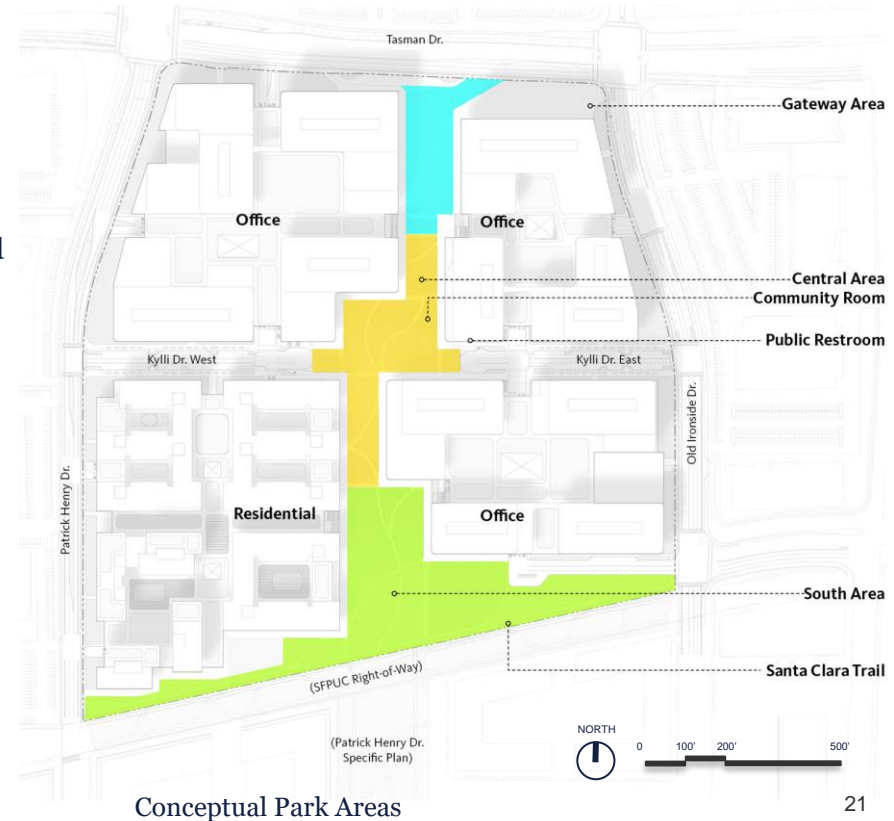 Tasman Dr.
Gateway Area
Office
Office
Central Area
Community Room
Public Restroom
Kylli Dr. West
Kylli Dr. East
Old Ironside Dr.
Patrick Henry Dr.
Residential
Office
South Area
Santa Clara Trail
(SFPUC Right-of-Way)
(Patrick Henry Dr.
Specific Plan)
NORTH
0 100' 200' 500'
Conceptual Park Areas
21